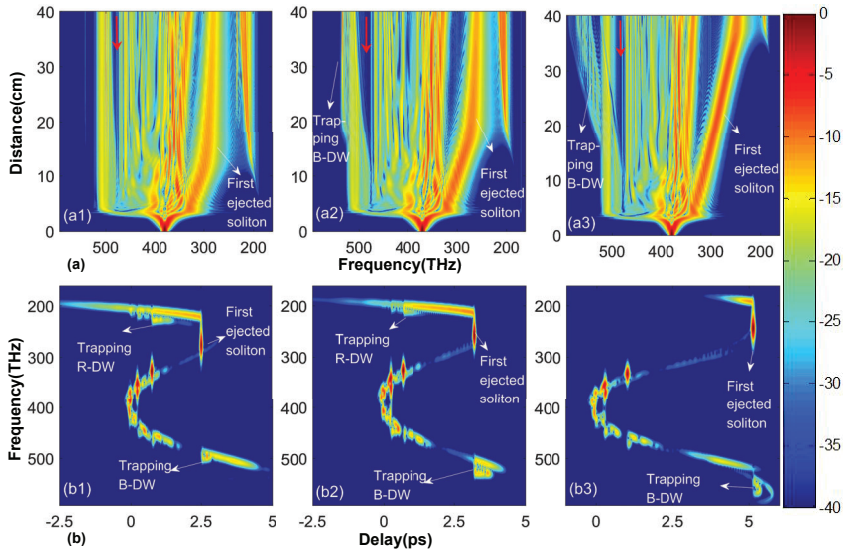 40
40
40
0
30
30
30
-5
Distance(cm)
20
20
20
-10
10
10
10
0
0
0
Trap-
ping
B-DW
Trap-
ping
B-DW
First
ejected
soliton
First
ejected
soliton
First
ejected
soliton
(a1)
(a2)
(a3)
500 400 300 200
500 400 300 200
500 400 300 200
(a)
Frequency(THz)
-15
-20
-25
-30
-35
-40
200
200
200
300
300
300
Frequency(THz)
400
400
400
500
500
500
First
ejected
soliton
Trapping
R-DW
Trapping
B-DW
(b1)
Trapping
R-DW
First
ejected
soliton
Trapping
B-DW
(b2)
First
ejected
soliton
Trapping
B-DW
(b3)
-2.5 0 2.5 5
-2.5 0 2.5 5
0 2.5 5
(b)
Delay(ps)